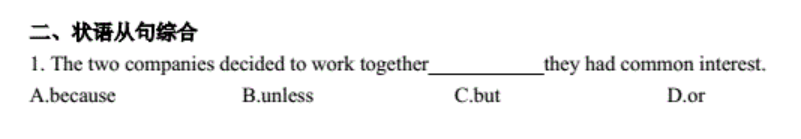 二、状语从句综合
1. The two companies decided to work together__________they had common interest.
A.because B.unless C.but D.or